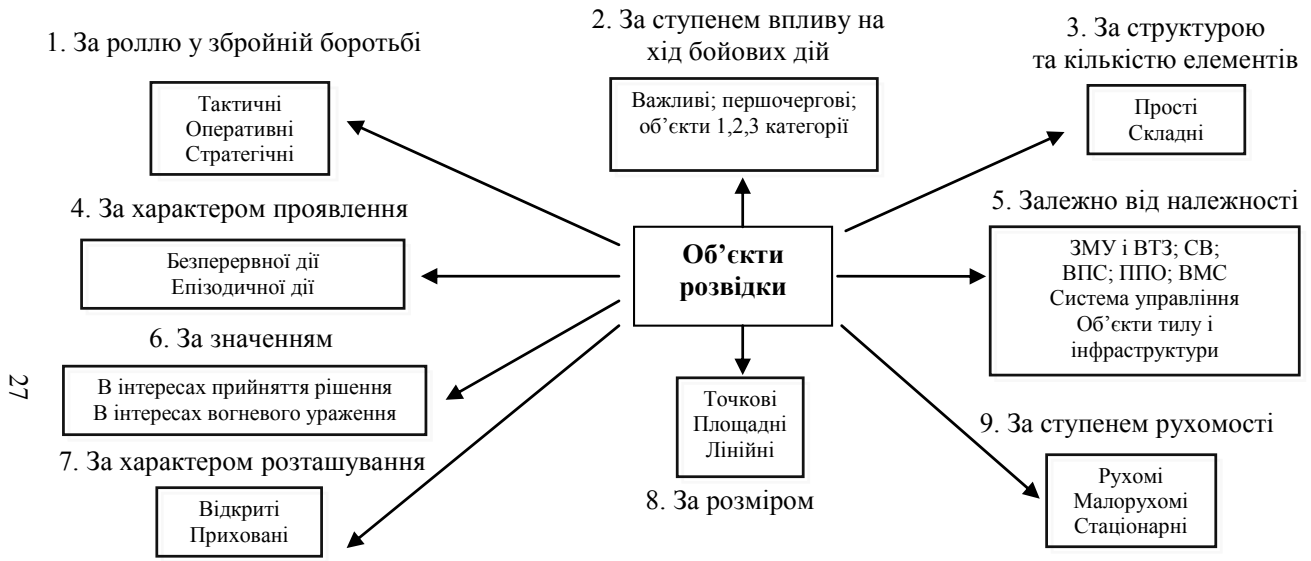 1. За роллю у збройній боротьбі
Тактичні
Оперативні
Стратегічні
2. За ступенем впливу на
хід бойових дій
Важливі; першочергові;
об’єкти 1,2,3 категорії
3. За структурою
та кількістю елементів
Прості
Складні
4. За характером проявлення
Безперервної дії
Епізодичної дії
Об’єкти
розвідки
5. Залежно від належності
ЗМУ і ВТЗ; СВ;
ВПС; ППО; ВМС
Система управління
Об’єкти тилу і
інфраструктури
6. За значенням
В інтересах прийняття рішення
В інтересах вогневого ураження
7. За характером розташування
Відкриті
Приховані
Точкові
Площадні
Лінійні
8. За розміром
9. За ступенем рухомості
Рухомі
Малорухомі
Стаціонарні
27